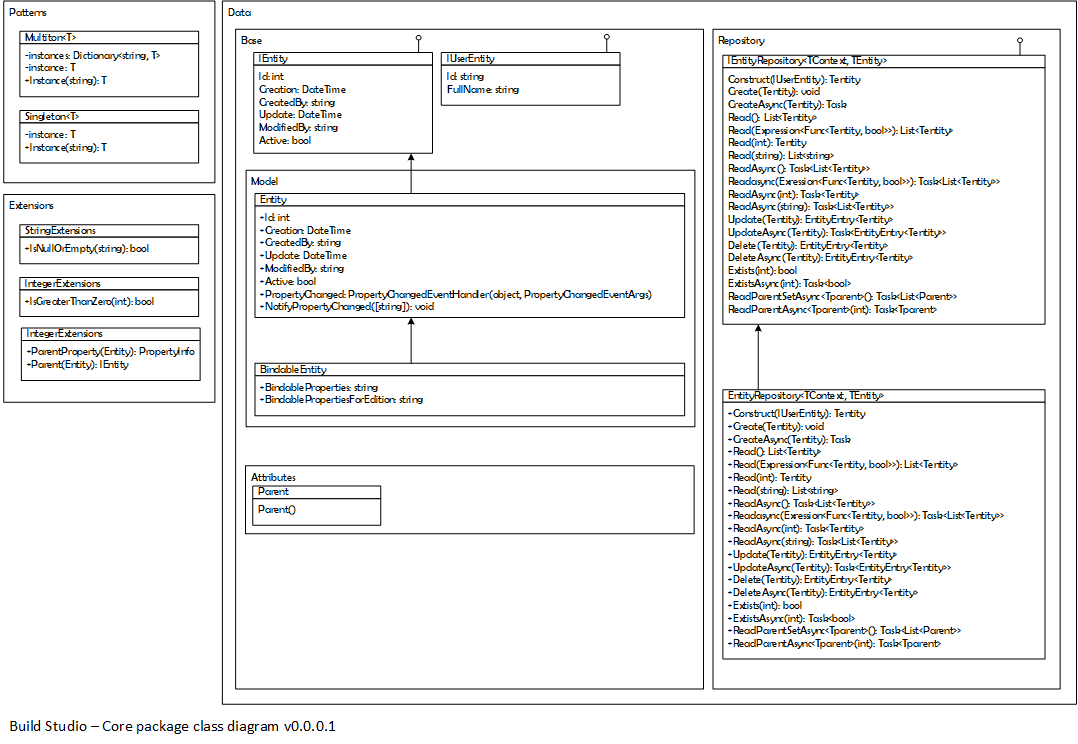 Patterns
Multiton<T>
-instances: Dictionary<string, T>
-instance: T
+Instance(string): T
Singleton<T>
-instance: T
+Instance(string): T
Extensions
StringExtensions
+IsNullOrEmpty(string): bool
IntegerExtensions
+IsGreaterThanZero(int): bool
IntegerExtensions
+ParentProperty(Entity): PropertyInfo
+Parent(Entity): IEntity
Data
Base
IEntity
Id: int
Creation: DateTime
CreatedBy: string
Update: DateTime
ModifiedBy: string
Active: bool
IUserEntity
Id: string
FullName: string
Model
Entity
+Id: int
+Creation: DateTime
+CreatedBy: string
+Update: DateTime
+ModifiedBy: string
+Active: bool
+PropertyChanged: PropertyChangedEventHandler(object, PropertyChangedEventArgs)
+NotifyPropertyChanged([string]): void
BindableEntity
+BindableProperties: string
+BindablePropertiesForEdition: string
Attributes
Parent
Parent()
Repository
IEntityRepository<TContext, TEntity>
Construct(IUserEntity): Tentity
Create(Tentity): void
CreateAsync(Tentity): Task
Read(): List<Tentity>
Read(Expression<Func<Tentity, bool>>): List<Tentity>
Read(int): Tentity
Read(string): List<string>
ReadAsync(): Task<List<Tentity>>
Readasync(Exression<Func<Tentity, bool>>): Task<List<Tentity>>
ReadAsync(int): Task<Tentity>
ReadAsync(string): Task<List<Tentity>>
Update(Tentity): EntityEntry<Tentity>
UpdateAsync(Tentity): Task<EntityEntry<Tentity>>
Delete(Tentity): EntityEntry<Tentity>
DeleteAsync(Tentity): EntityEntry<Tentity>
Extists(int): bool
ExtistsAsync(int): Task<bool>
ReadParentSetAsync<Tparent>(): Task<List<Parent>>
ReadParentAsync<Tparent>(int): Task<Tparent>
EntityRepository<TContext, TEntity>
+Construct(IUserEntity): Tentity
+Create(Tentity): void
+CreateAsync(Tentity): Task
+Read(): List<Tentity>
+Read(Expression<Func<Tentity, bool>>): List<Tentity>
+Read(int): Tentity
+Read(string): List<string>
+ReadAsync(): Task<List<Tentity>>
+Readasync(Exression<Func<Tentity, bool>>): Task<List<Tentity>>
+ReadAsync(int): Task<Tentity>
+ReadAsync(string): Task<List<Tentity>>
+Update(Tentity): EntityEntry<Tentity>
+UpdateAsync(Tentity): Task<EntityEntry<Tentity>>
+Delete(Tentity): EntityEntry<Tentity>
+DeleteAsync(Tentity): EntityEntry<Tentity>
+Extists(int): bool
+ExtistsAsync(int): Task<bool>
+ReadParentSetAsync<Tparent>(): Task<List<Parent>>
+ReadParentAsync<Tparent>(int): Task<Tparent>
Build Studio – Core package class diagram v0.0.0.1